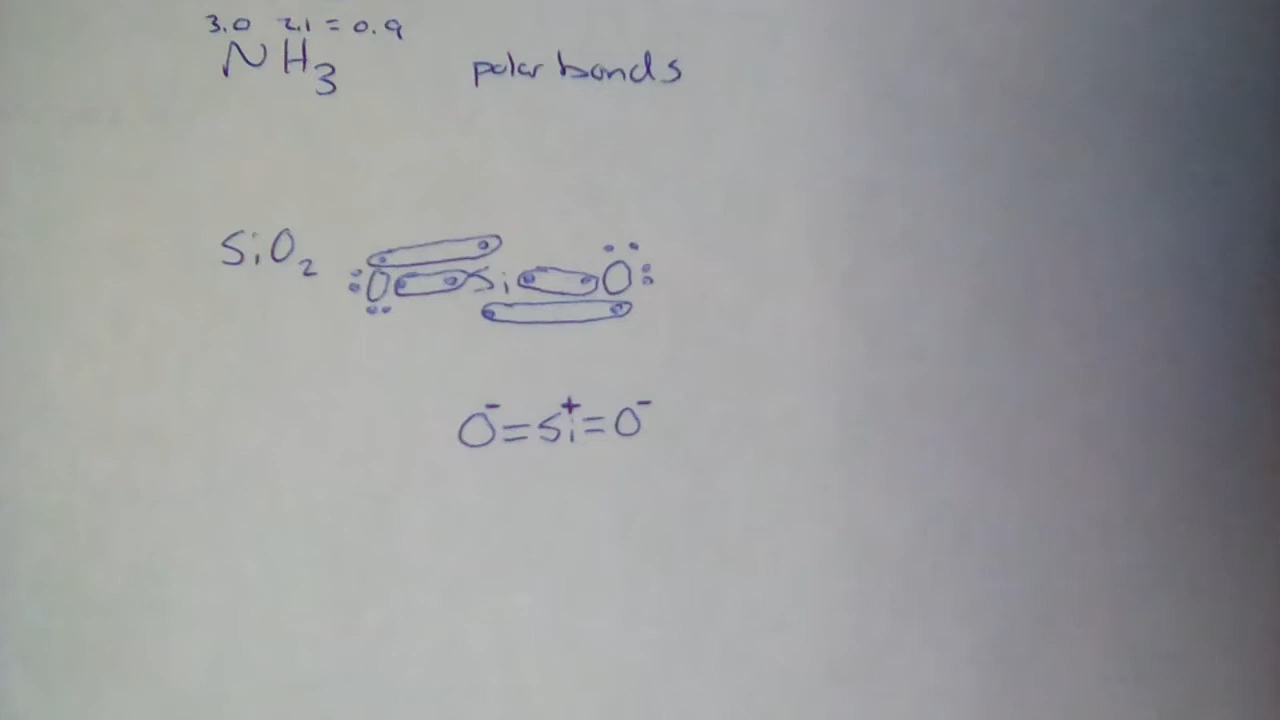 3.0 2.1 = 0.9
NH₃ polar bonds
SiO₂ :O Si O:
O⁻=Si⁺=O⁻